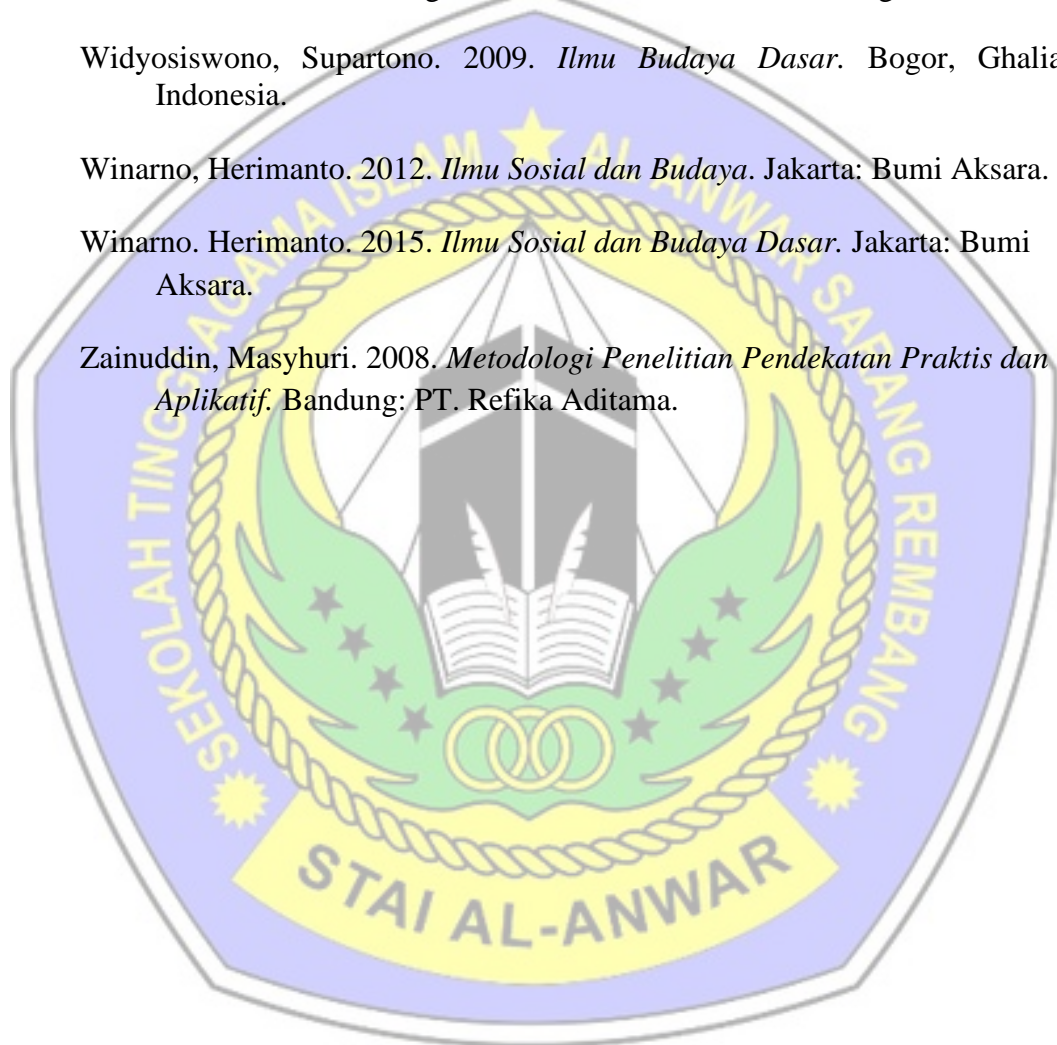 Widyosiswono, Supartono. 2009. Ilmu Budaya Dasar. Bogor, Ghalia
Indonesia.
Winarno, Herimanto. 2012. Ilmu Sosial dan Budaya. Jakarta: Bumi Aksara.
Winarno. Herimanto. 2015. Ilmu Sosial dan Budaya Dasar. Jakarta: Bumi
Aksara.
Zainuddin, Masyhuri. 2008. Metodologi Penelitian Pendekatan Praktis dan
Aplikatif. Bandung: PT. Refika Aditama.
SEKOLAH TINGGI AGAMA ISLAM AL-ANWAR SARANG REMBANG
STAI AL-ANWAR